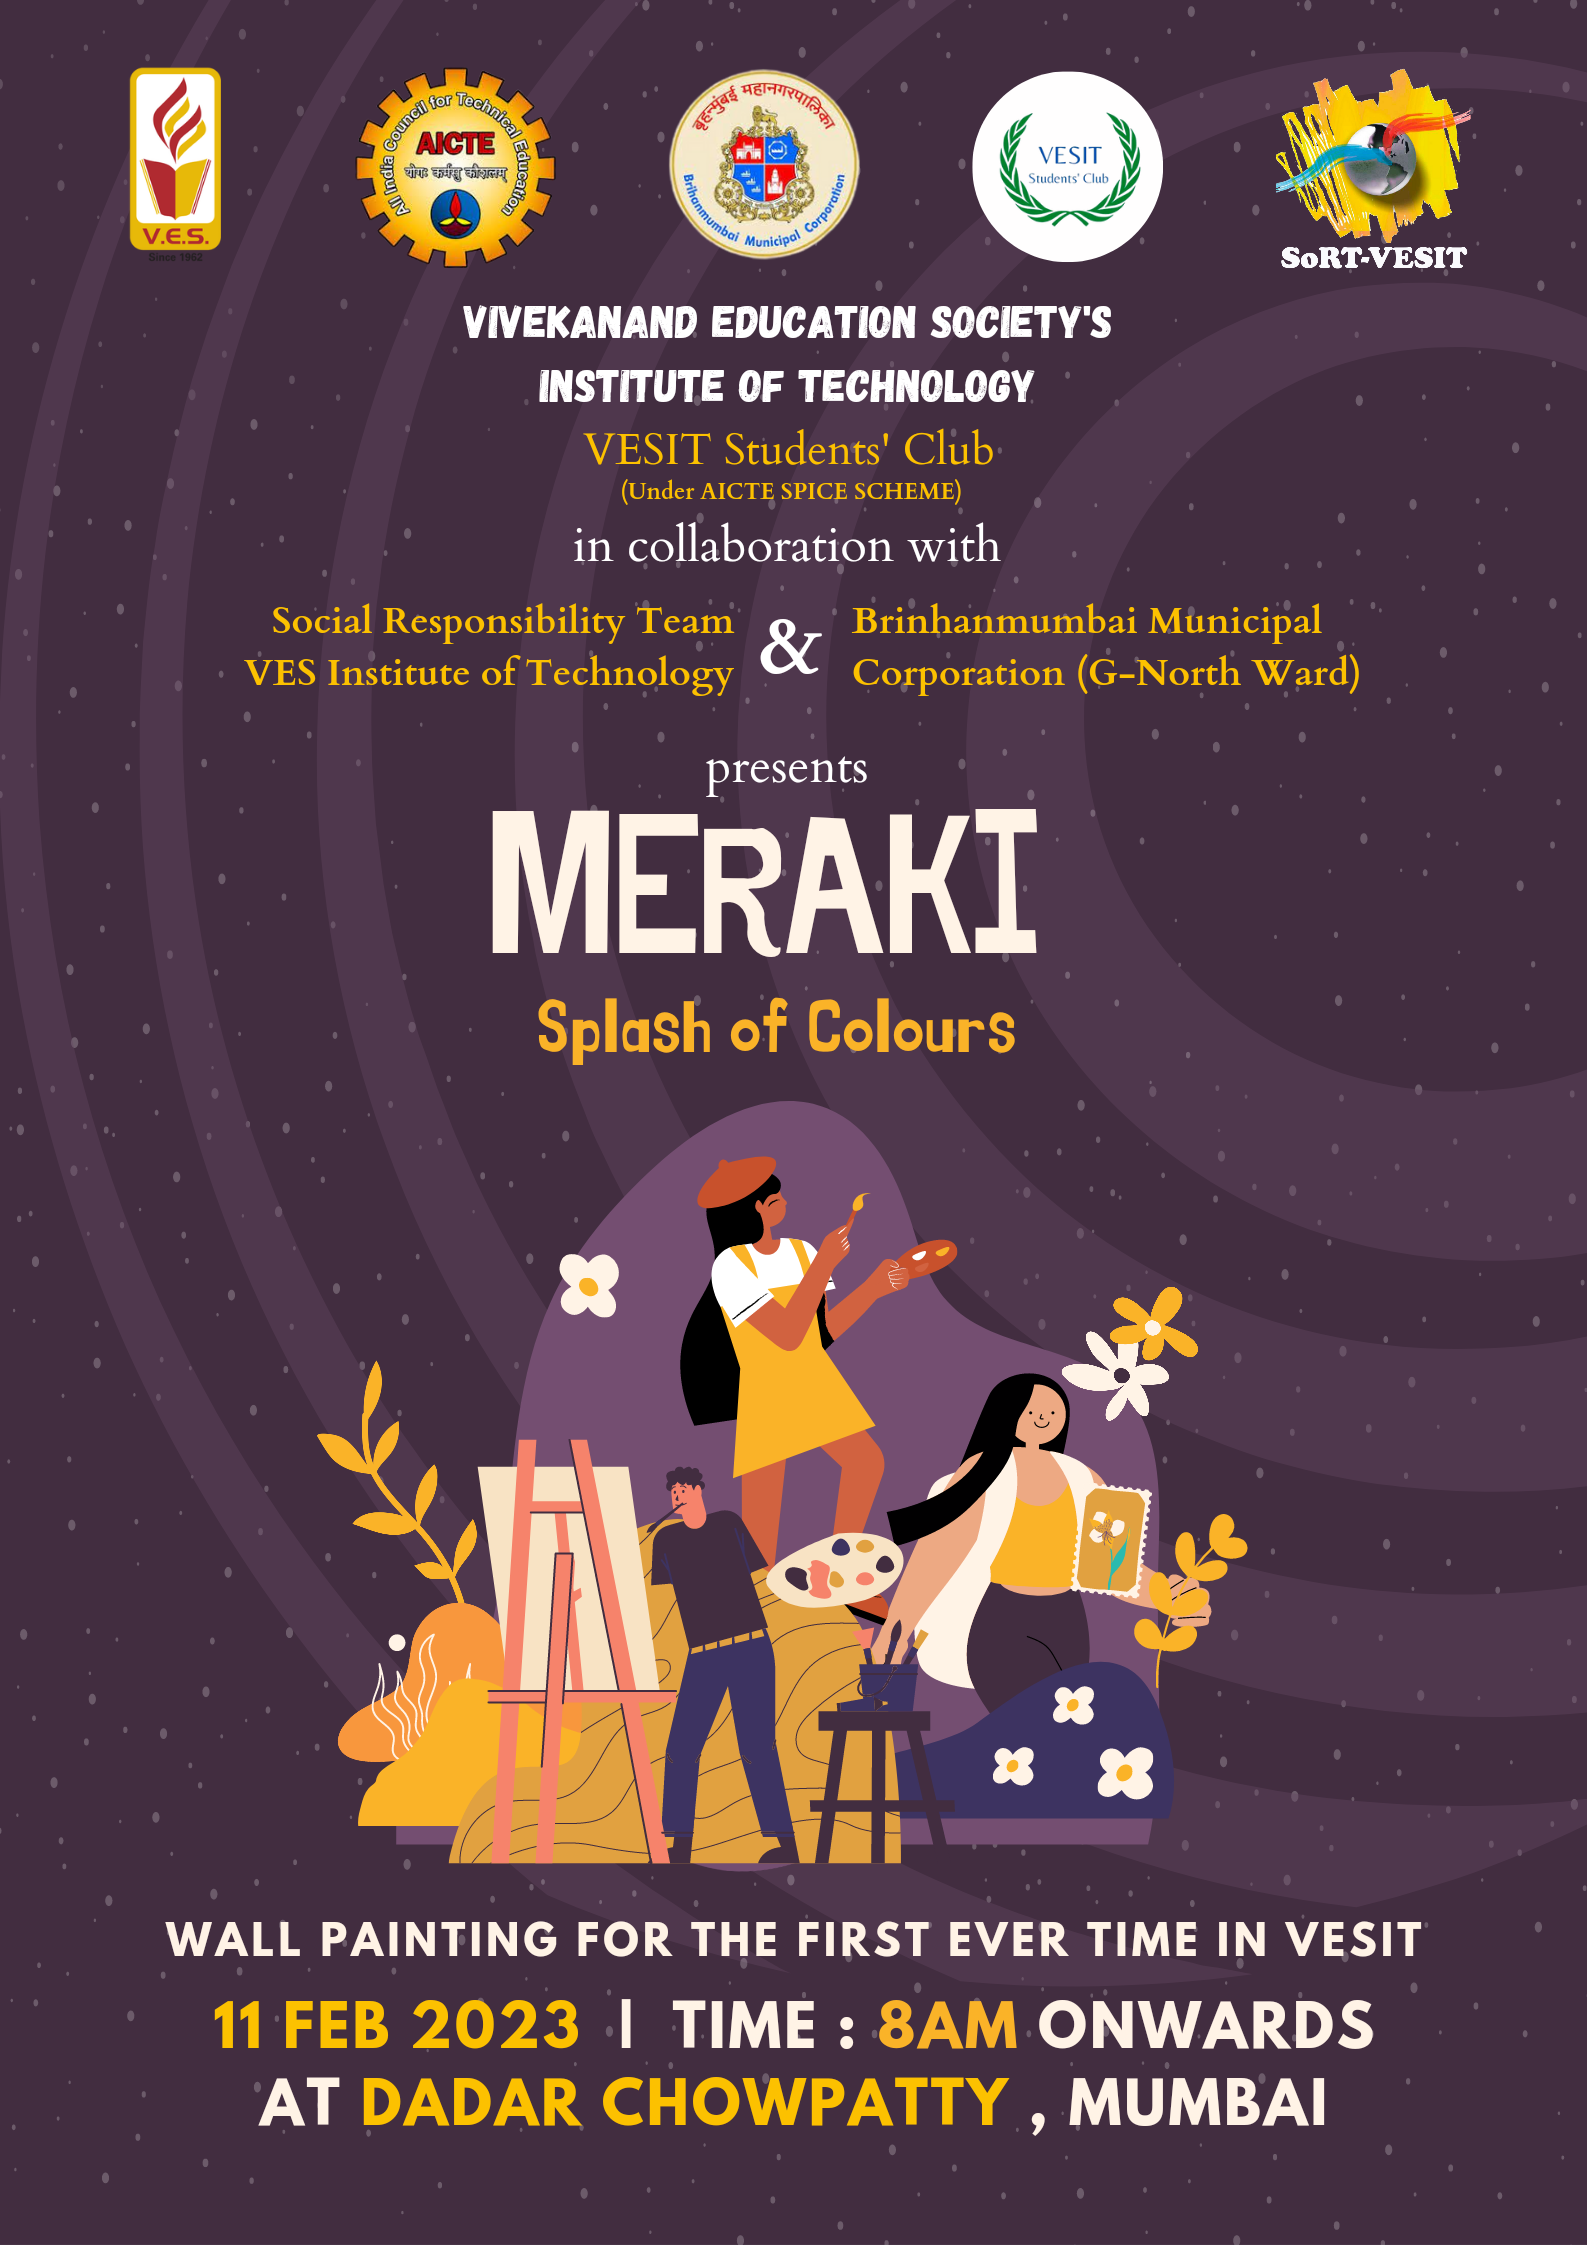 V.E.S.
Since 1962
All India Council for Technical Education
AICTE
योगः कर्मसु कौशलम्
बृहन्मुंबई महानगरपालिका
Brihanmumbai Municipal Corporation
VESIT
Students' Club
SoRT-VESIT
VIVEKANAND EDUCATION SOCIETY'S
INSTITUTE OF TECHNOLOGY
VESIT Students' Club
(Under AICTE SPICE SCHEME)
in collaboration with
Social Responsibility Team
VES Institute of Technology
&
Brinhanmumbai Municipal
Corporation (G-North Ward)
presents
MERAKI
Splash of Colours
WALL PAINTING FOR THE FIRST EVER TIME IN VESIT
11 FEB 2023 | TIME : 8AM ONWARDS
AT DADAR CHOWPATTY , MUMBAI